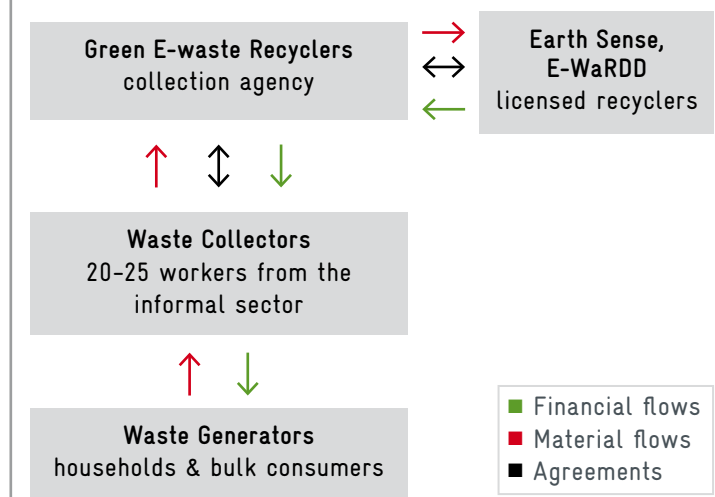 Green E-waste Recyclers
collection agency
Earth Sense,
E-WaRDD
licensed recyclers
Waste Collectors
20–25 workers from the
informal sector
Waste Generators
households & bulk consumers
Financial flows
Material flows
Agreements